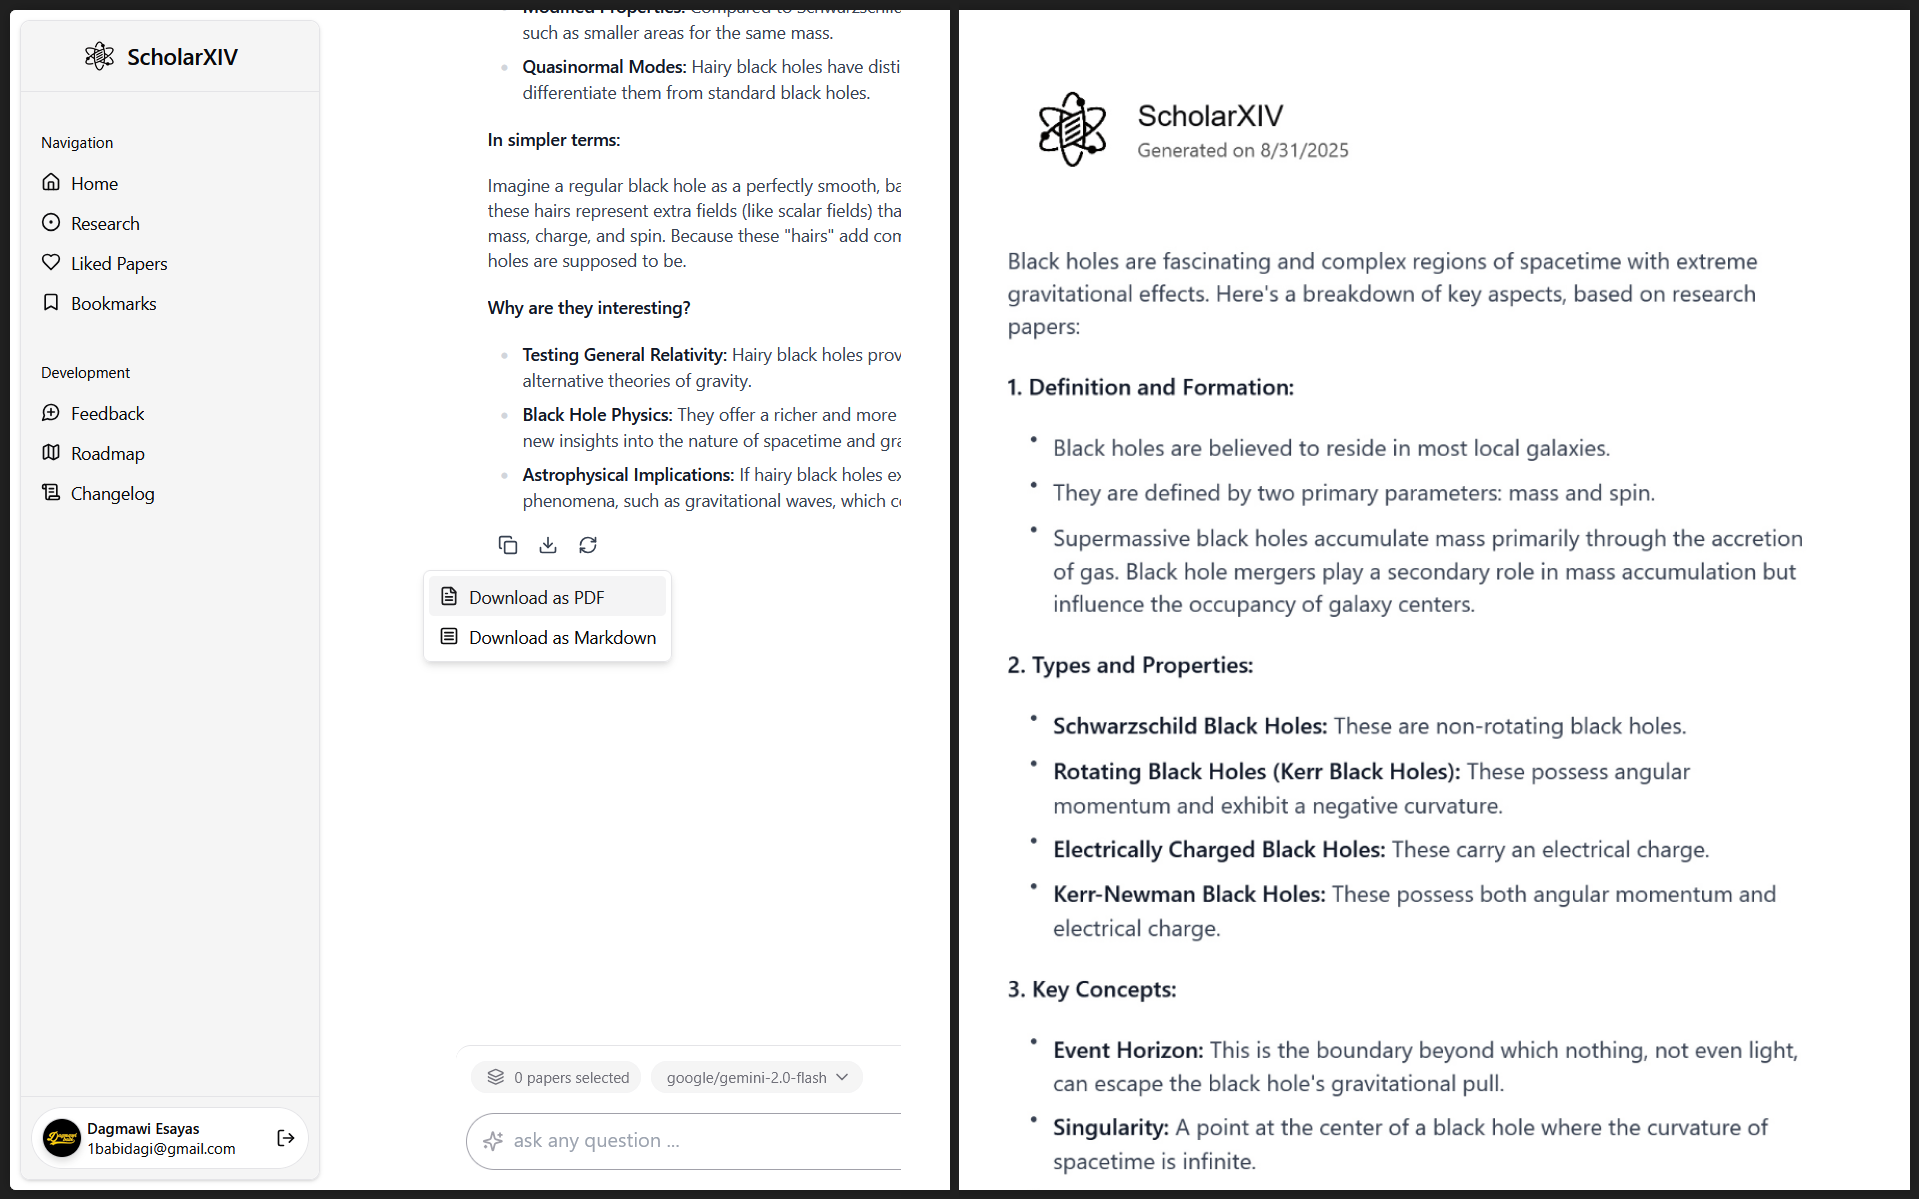 ScholarXIV
Navigation
Home
Research
Liked Papers
Bookmarks
Development
Feedback
Roadmap
Changelog
Dagmawi Esayas
1babidagi@gmail.com
Modified Properties: Compared to Schwarzschild
such as smaller areas for the same mass.
Quasinormal Modes: Hairy black holes have disti
differentiate them from standard black holes.
In simpler terms:
Imagine a regular black hole as a perfectly smooth, ba
these hairs represent extra fields (like scalar fields) tha
mass, charge, and spin. Because these "hairs" add com
holes are supposed to be.
Why are they interesting?
Testing General Relativity: Hairy black holes prov
alternative theories of gravity.
Black Hole Physics: They offer a richer and more
new insights into the nature of spacetime and gra
Astrophysical Implications: If hairy black holes ex
phenomena, such as gravitational waves, which co
Download as PDF
Download as Markdown
0 papers selected
google/gemini-2.0-flash
ask any question ...
ScholarXIV
Generated on 8/31/2025
Black holes are fascinating and complex regions of spacetime with extreme
gravitational effects. Here's a breakdown of key aspects, based on research
papers:
1. Definition and Formation:
Black holes are believed to reside in most local galaxies.
They are defined by two primary parameters: mass and spin.
Supermassive black holes accumulate mass primarily through the accretion
of gas. Black hole mergers play a secondary role in mass accumulation but
influence the occupancy of galaxy centers.
2. Types and Properties:
Schwarzschild Black Holes: These are non-rotating black holes.
Rotating Black Holes (Kerr Black Holes): These possess angular
momentum and exhibit a negative curvature.
Electrically Charged Black Holes: These carry an electrical charge.
Kerr-Newman Black Holes: These possess both angular momentum and
electrical charge.
3. Key Concepts:
Event Horizon: This is the boundary beyond which nothing, not even light,
can escape the black hole's gravitational pull.
Singularity: A point at the center of a black hole where the curvature of
spacetime is infinite.